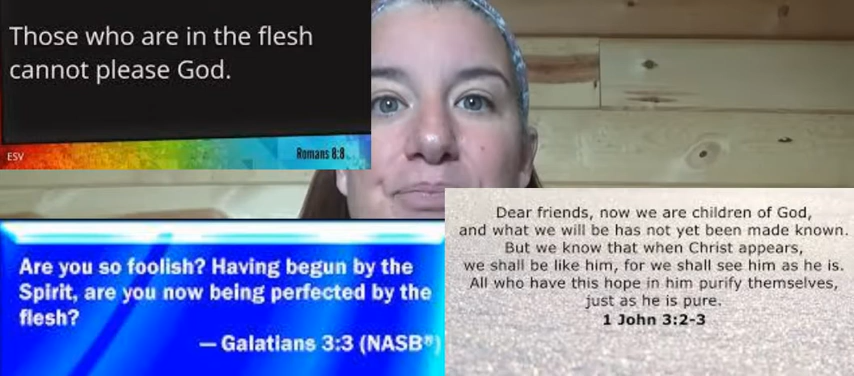 Those who are in the flesh
cannot please God.
ESV
Romans 8:8
Are you so foolish? Having begun by the
Spirit, are you now being perfected by the
flesh?
— Galatians 3:3 (NASB®)
Dear friends, now we are children of God,
and what we will be has not yet been made known.
But we know that when Christ appears,
we shall be like him, for we shall see him as he is.
All who have this hope in him purify themselves,
just as he is pure.
1 John 3:2-3